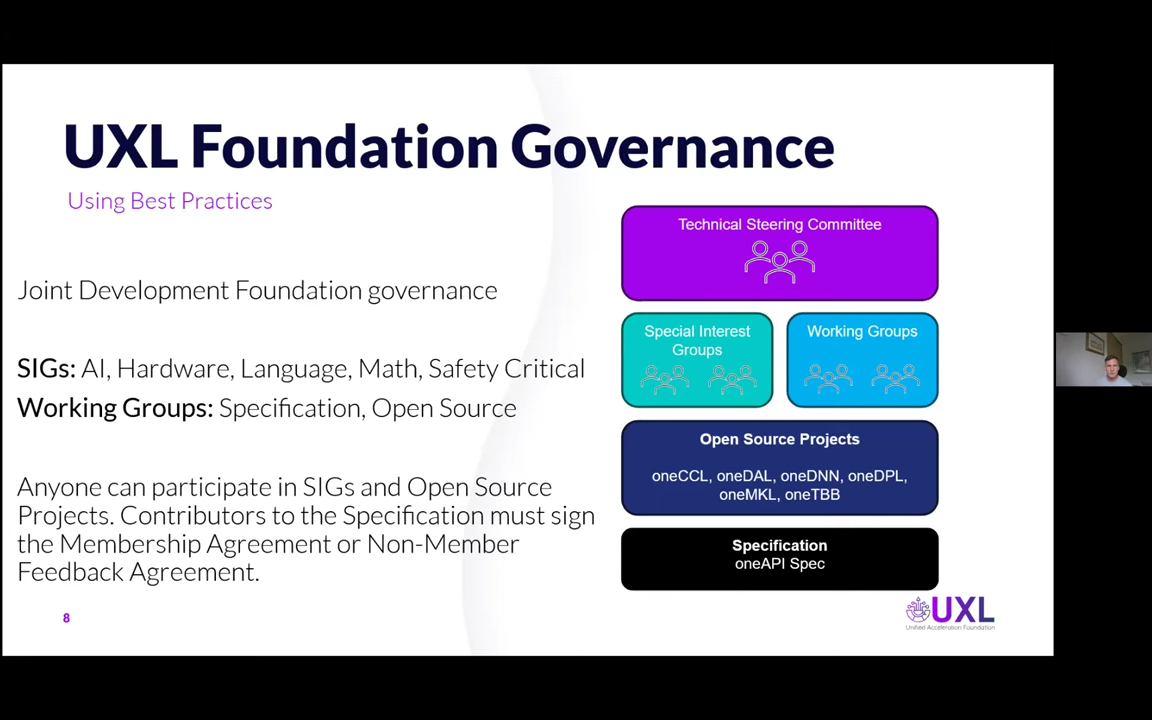 UXL Foundation Governance
Using Best Practices
Joint Development Foundation governance
SIGs: AI, Hardware, Language, Math, Safety Critical
Working Groups: Specification, Open Source
Anyone can participate in SIGs and Open Source
Projects. Contributors to the Specification must sign
the Membership Agreement or Non-Member
Feedback Agreement.
Technical Steering Committee
Special Interest
Groups
Working Groups
Open Source Projects
oneCCL, oneDAL, oneDNN, oneDPL,
oneMKL, oneTBB
Specification
oneAPI Spec
8
UXL
Unified Acceleration Foundation